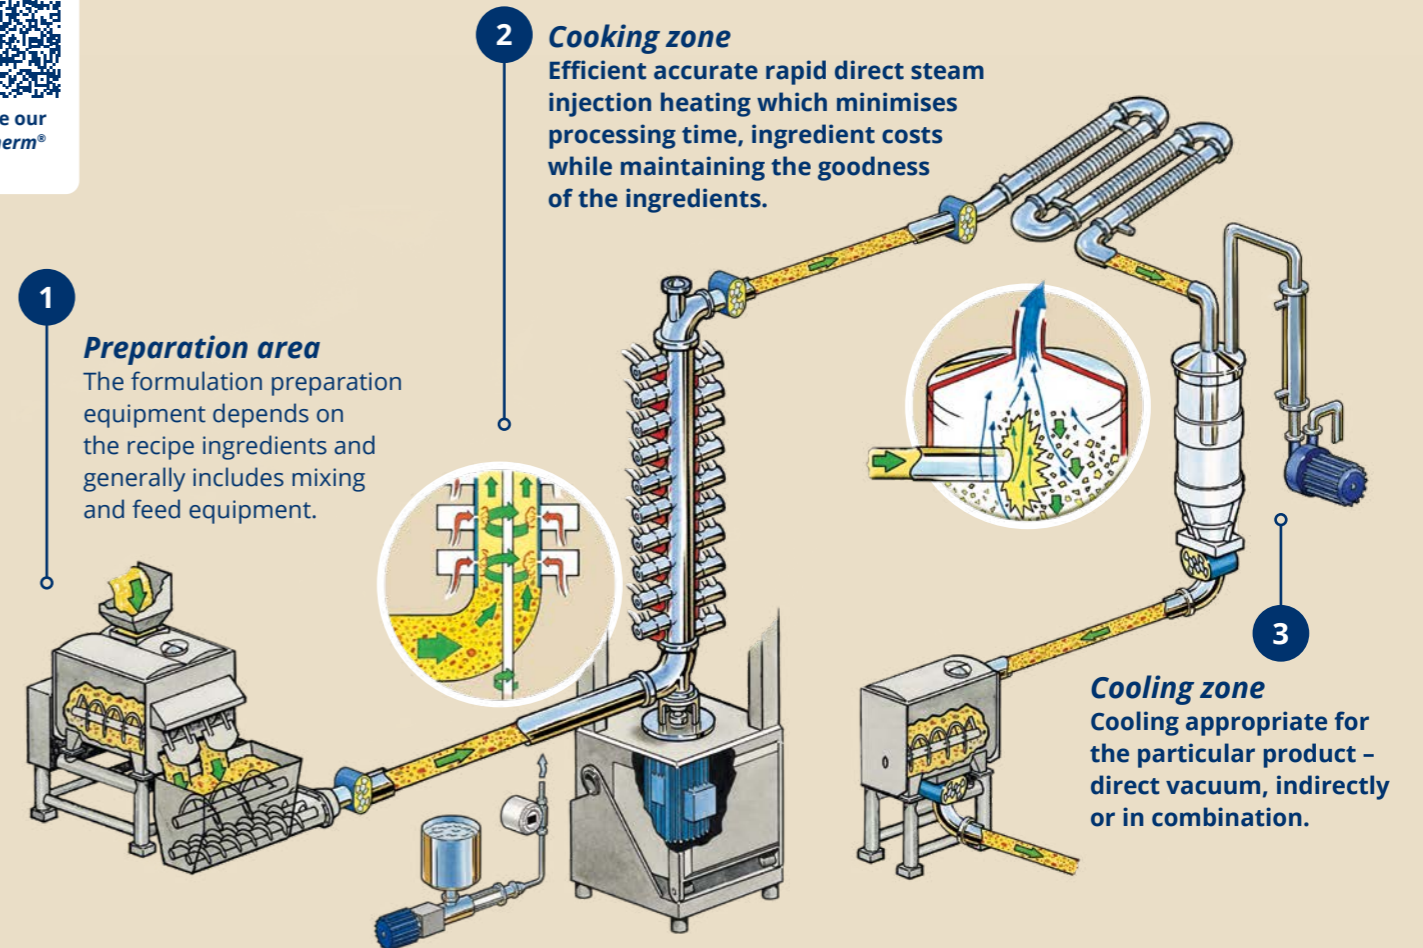 e our
herm®
1
Preparation area
The formulation preparation
equipment depends on
the recipe ingredients and
generally includes mixing
and feed equipment.
2
Cooking zone
Efficient accurate rapid direct steam
injection heating which minimises
processing time, ingredient costs
while maintaining the goodness
of the ingredients.
3
Cooling zone
Cooling appropriate for
the particular product –
direct vacuum, indirectly
or in combination.